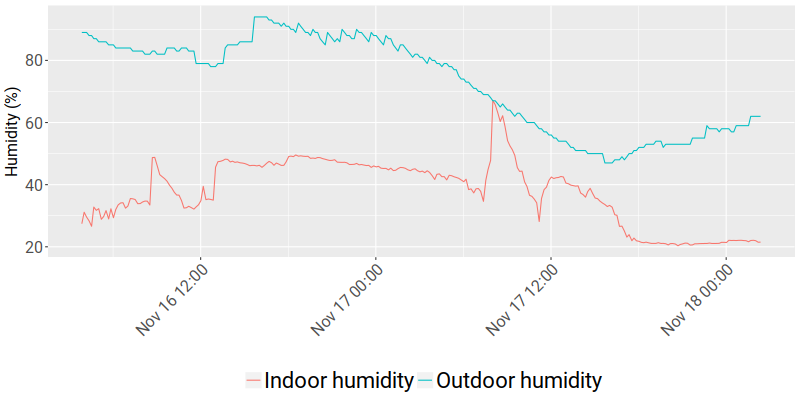 Humidity (%)
80
60
40
20
Nov 16 12:00
Nov 17 00:00
Nov 17 12:00
Nov 18 00:00
Indoor humidity
Outdoor humidity